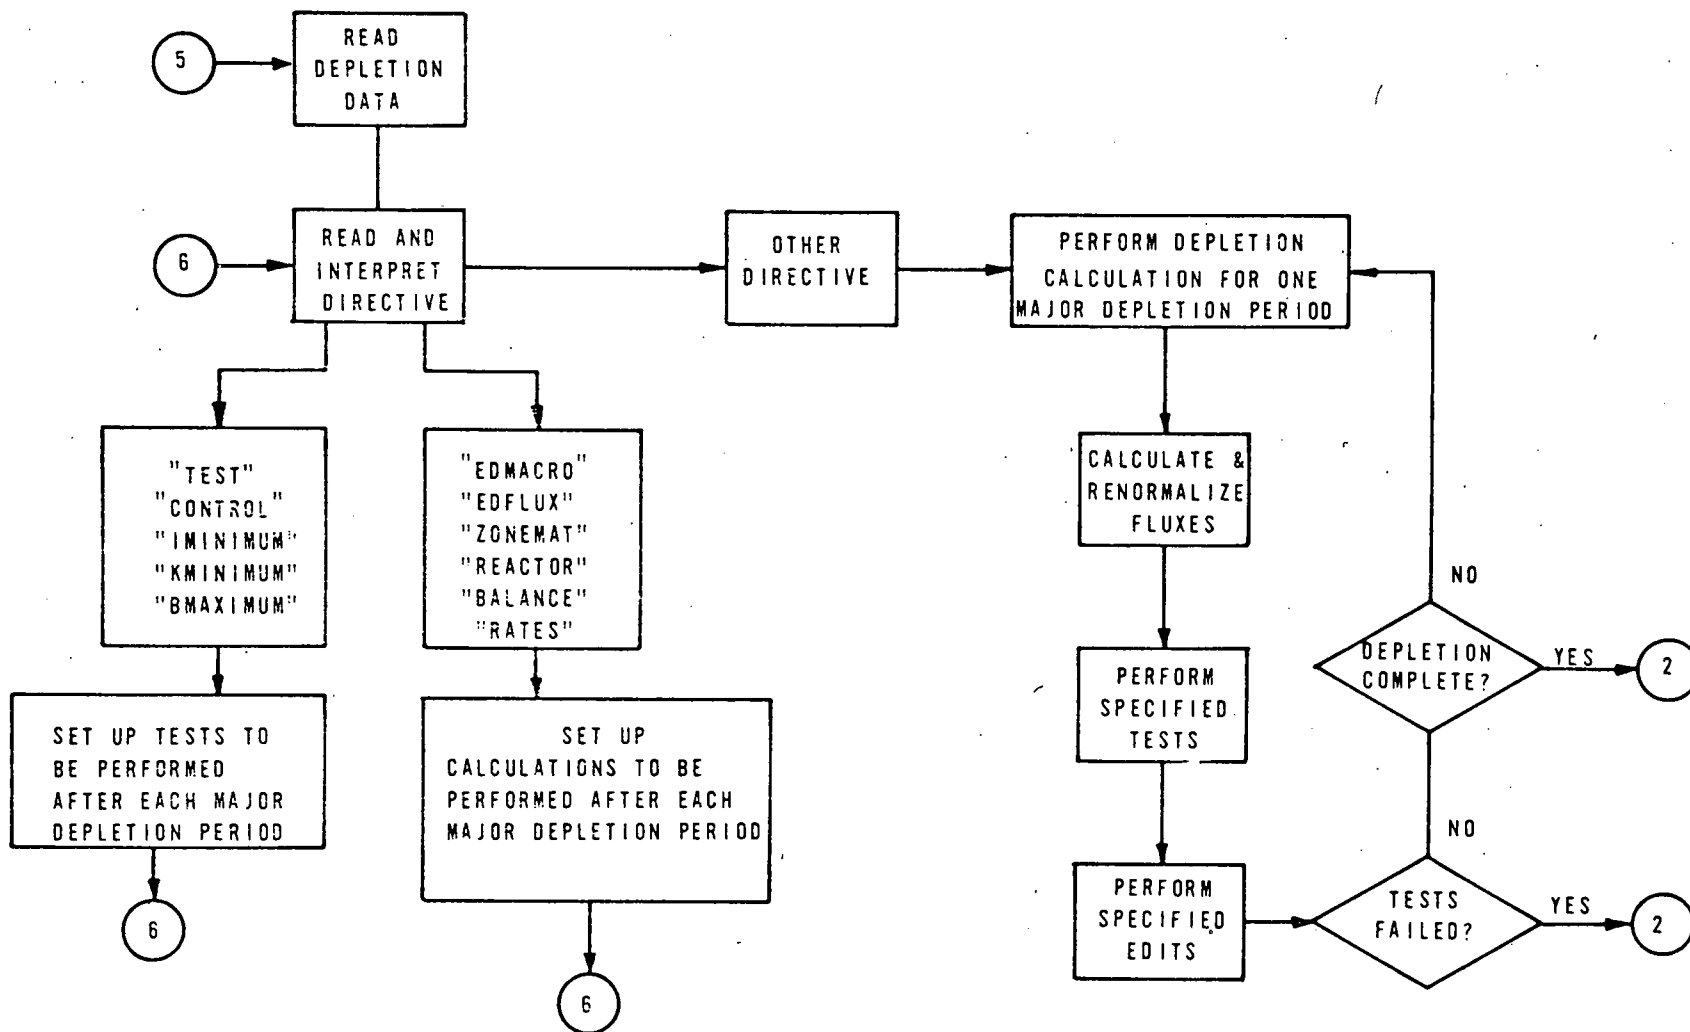 5
READ
DEPLETION
DATA
6
READ AND
INTERPRET
DIRECTIVE
OTHER
DIRECTIVE
PERFORM DEPLETION
CALCULATION FOR ONE
MAJOR DEPLETION PERIOD
"TEST"
"CONTROL"
"IMINIMUM"
"KMINIMUM"
"BMAXIMUM"
"EDMACRO"
"EDFLUX"
"ZONEMAT"
"REACTOR"
"BALANCE"
"RATES"
CALCULATE &
RENORMALIZE
FLUXES
NO
DEPLETION
COMPLETE?
YES
2
SET UP TESTS TO
BE PERFORMED
AFTER EACH MAJOR
DEPLETION PERIOD
SET UP
CALCULATIONS TO BE
PERFORMED AFTER EACH
MAJOR DEPLETION PERIOD
PERFORM
SPECIFIED
TESTS
NO
PERFORM
SPECIFIED
EDITS
TESTS
FAILED?
YES
2
6
6